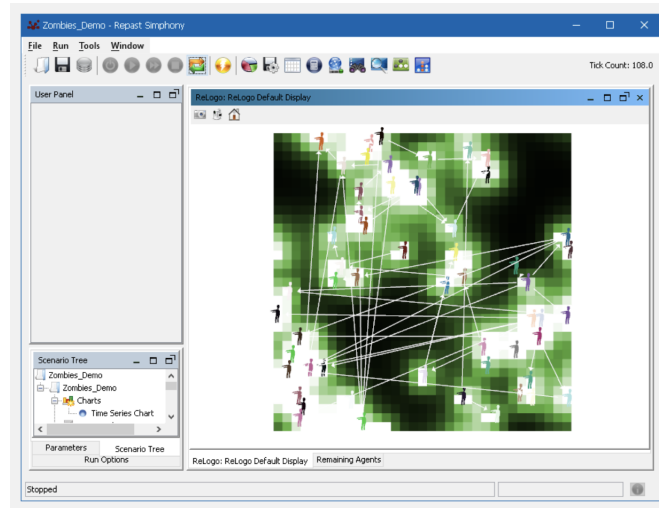 Zombies_Demo - Repast Simphony
File Run Tools Window
Tick Count: 108.0
User Panel
ReLogo: ReLogo Default Display
Scenario Tree
Zombies_Demo
Zombies_Demo
Charts
Time Series Chart
Parameters Scenario Tree
Run Options
ReLogo: ReLogo Default Display Remaining Agents
Stopped